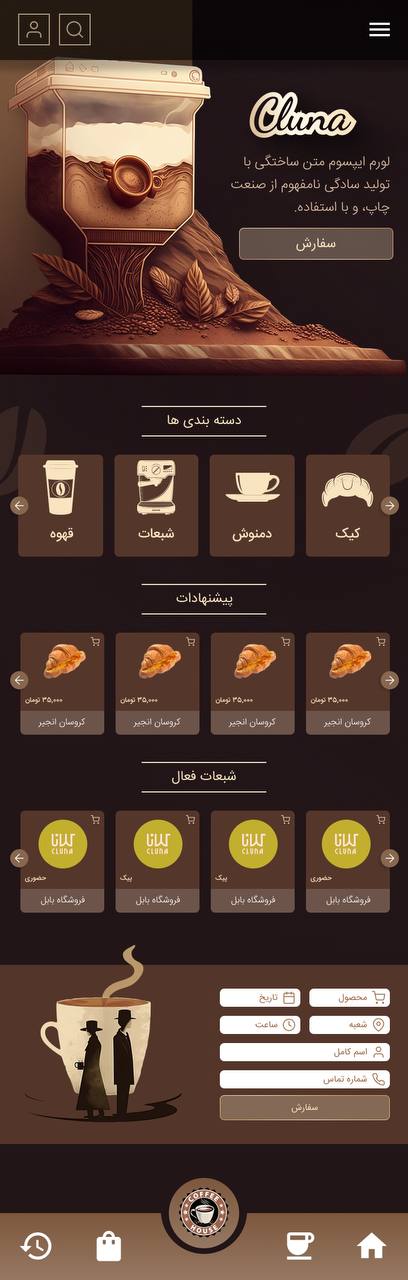 Cluna
لورم ایپسوم متن ساختگی با
تولید سادگی نامفهوم از صنعت
چاپ، و با استفاده.
سفارش
دسته بندی ها
کیک
دمنوش
شبعات
قهوه
پیشنهادات
۳۵,۰۰۰ تومان
۳۵,۰۰۰ تومان
۳۵,۰۰۰ تومان
۳۵,۰۰۰ تومان
کروسان انجیر
کروسان انجیر
کروسان انجیر
کروسان انجیر
شبعات فعال
کلانا
CLUNA
کلانا
CLUNA
کلانا
CLUNA
کلانا
CLUNA
حضوری
پیک
پیک
حضوری
فروشگاه بابل
فروشگاه بابل
فروشگاه بابل
فروشگاه بابل
محصول
تاریخ
شعبه
ساعت
اسم کامل
شماره تماس
سفارش
COFFEE
HOUSE